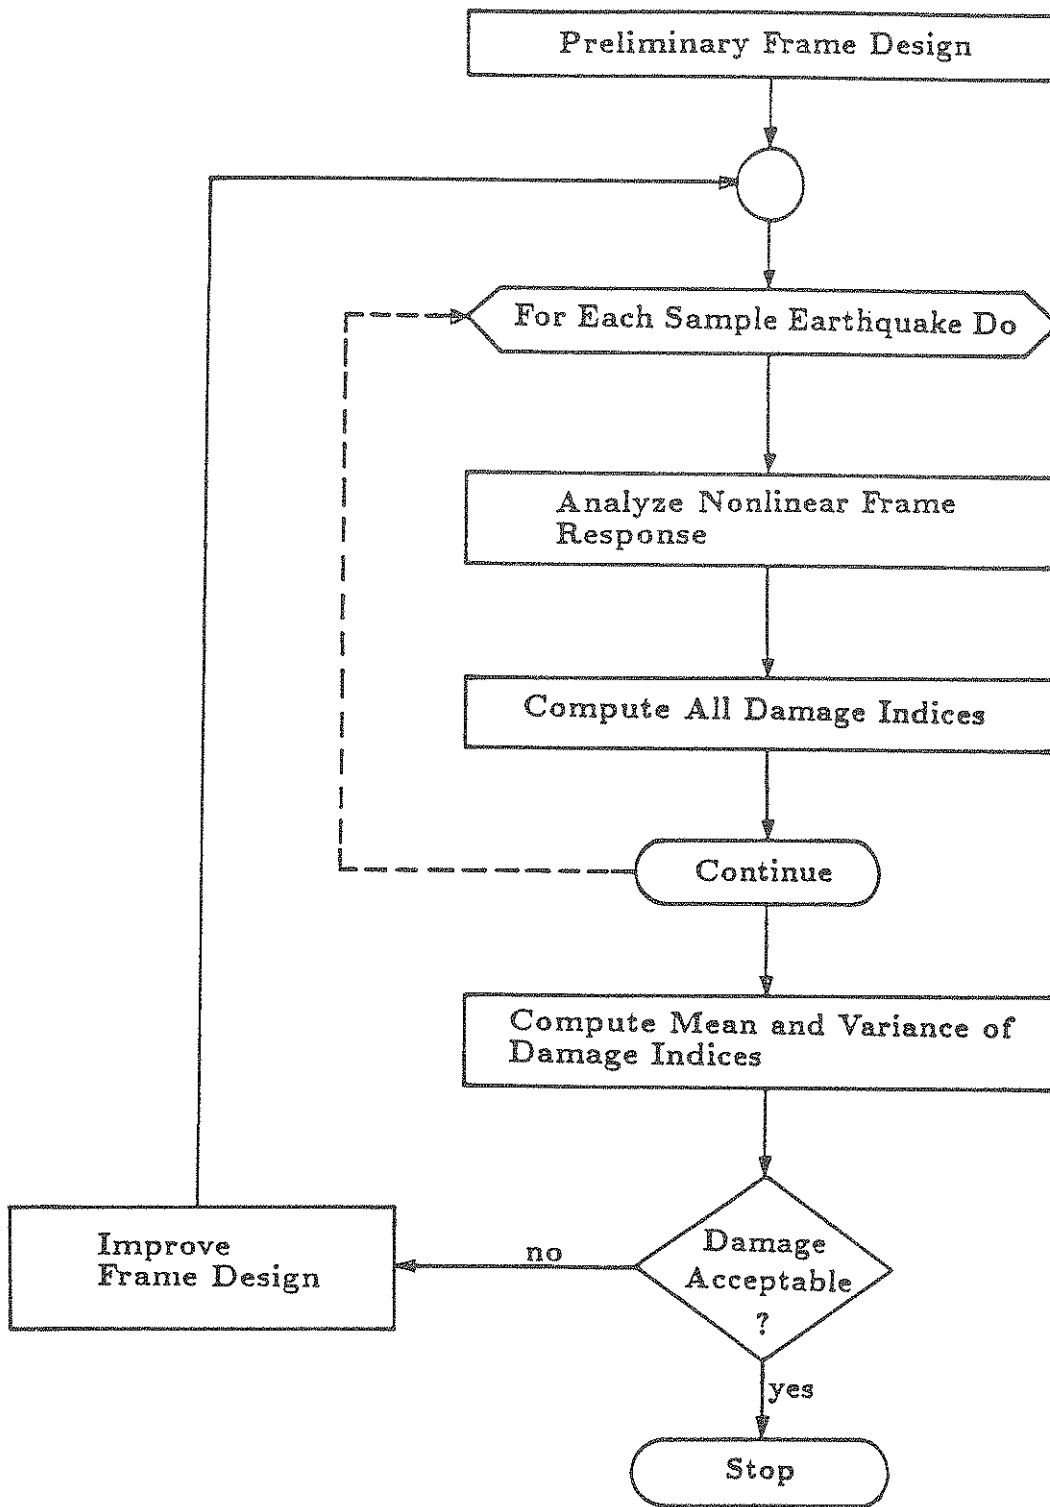 Preliminary Frame Design
For Each Sample Earthquake Do
Analyze Nonlinear Frame
Response
Compute All Damage Indices
Continue
Compute Mean and Variance of
Damage Indices
Improve
Frame Design
no
Damage
Acceptable
?
yes
Stop